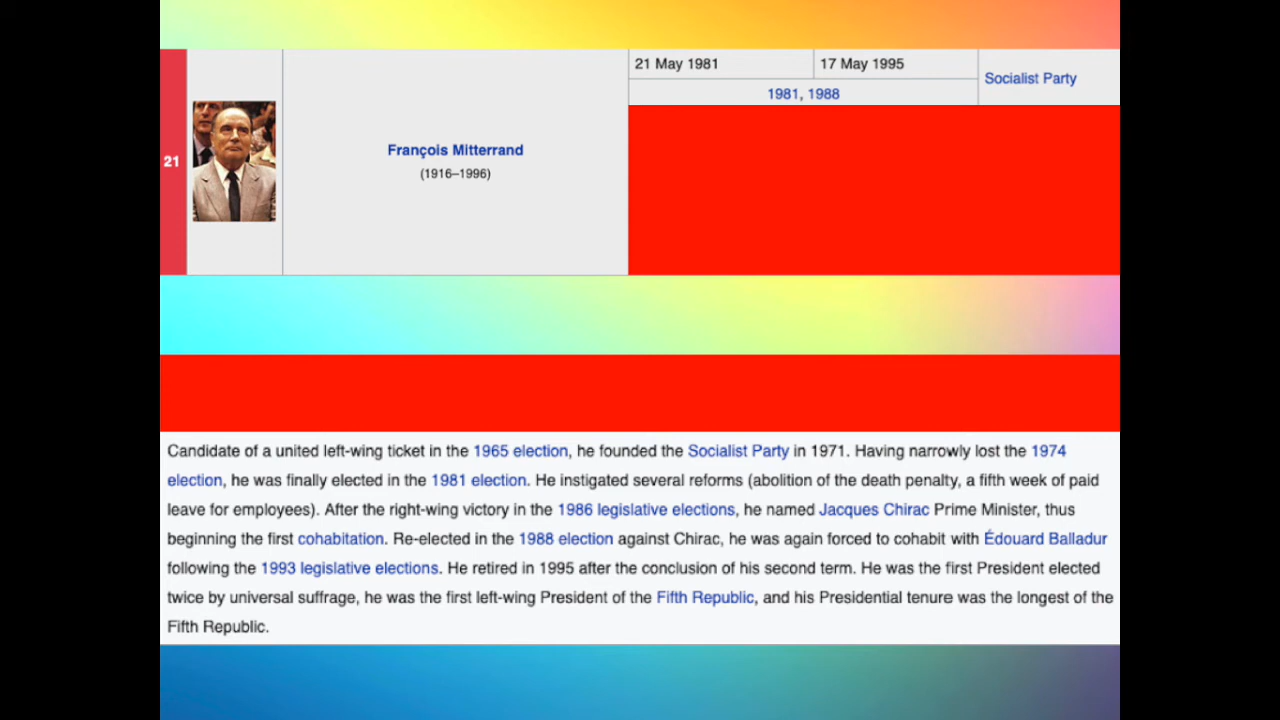 21 May 1981
17 May 1995
Socialist Party
1981, 1988
21
François Mitterrand
(1916–1996)
Candidate of a united left-wing ticket in the 1965 election, he founded the Socialist Party in 1971. Having narrowly lost the 1974
election, he was finally elected in the 1981 election. He instigated several reforms (abolition of the death penalty, a fifth week of paid
leave for employees). After the right-wing victory in the 1986 legislative elections, he named Jacques Chirac Prime Minister, thus
beginning the first cohabitation. Re-elected in the 1988 election against Chirac, he was again forced to cohabit with Édouard Balladur
following the 1993 legislative elections. He retired in 1995 after the conclusion of his second term. He was the first President elected
twice by universal suffrage, he was the first left-wing President of the Fifth Republic, and his Presidential tenure was the longest of the
Fifth Republic.